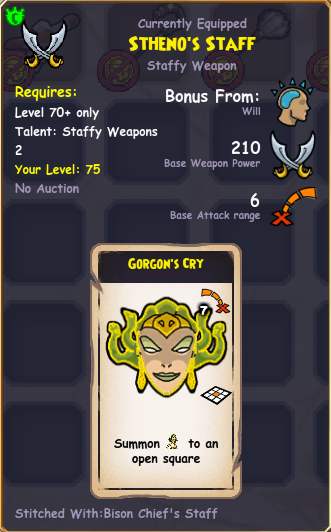 Currently Equipped
Stheno's Staff
Staffy Weapon
Requires:
Level 70+ only
Talent: Staffy Weapons
2
Your Level: 75
No Auction
Bonus From:
Will
210
Base Weapon Power
6
Base Attack range
Gorgon's Cry
7
Summon to an
open square
Stitched With:Bison Chief's Staff